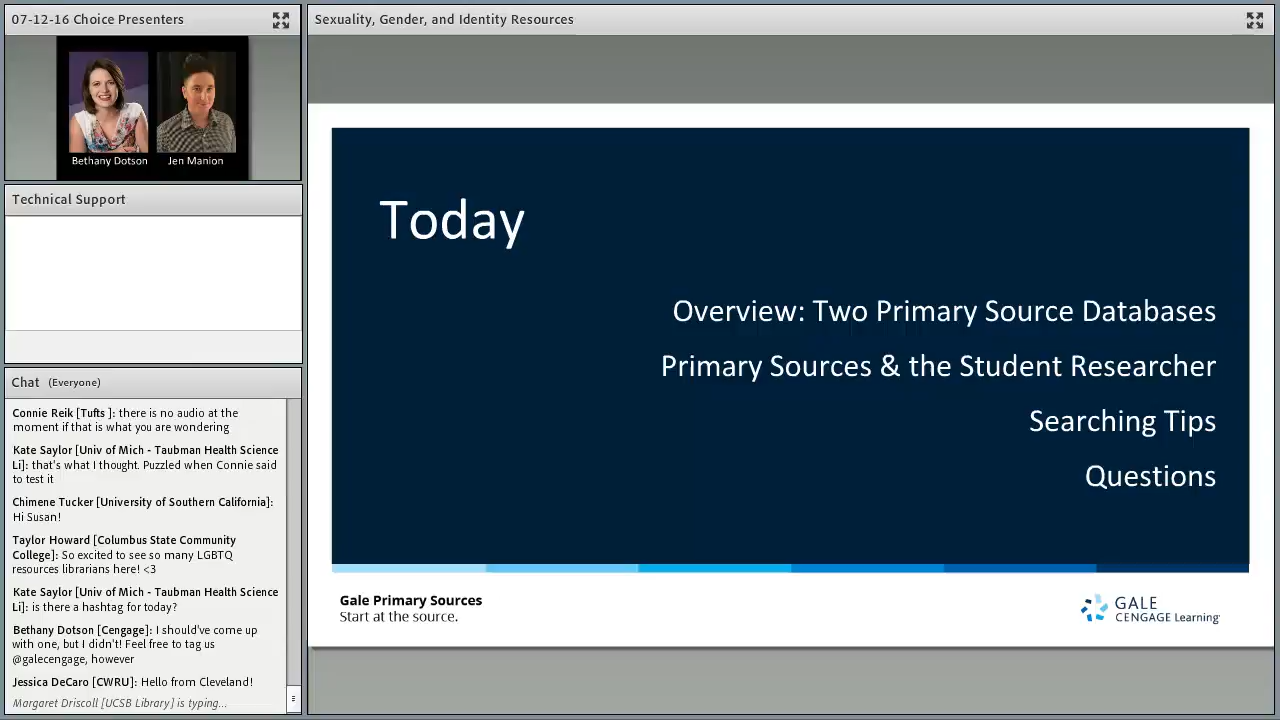 07-12-16 Choice Presenters
Bethany Dotson
Jen Manion
Technical Support
Chat (Everyone)
Connie Reik [Tufts ]: there is no audio at the
moment if that is what you are wondering
Kate Saylor [Univ of Mich - Taubman Health Science
Li]: that's what I thought. Puzzled when Connie said
to test it
Chimene Tucker [University of Southern California]:
Hi Susan!
Taylor Howard [Columbus State Community
College]: So excited to see so many LGBTQ
resources librarians here! <3
Kate Saylor [Univ of Mich - Taubman Health Science
Li]: is there a hashtag for today?
Bethany Dotson [Cengage]: I should've come up
with one, but I didn't! Feel free to tag us
@galecengage, however
Jessica DeCaro [CWRU]: Hello from Cleveland!
Margaret Driscoll [UCSB Library] is typing...
Sexuality, Gender, and Identity Resources
Today
Overview: Two Primary Source Databases
Primary Sources & the Student Researcher
Searching Tips
Questions
Gale Primary Sources
Start at the source.
GALE
CENGAGE Learning